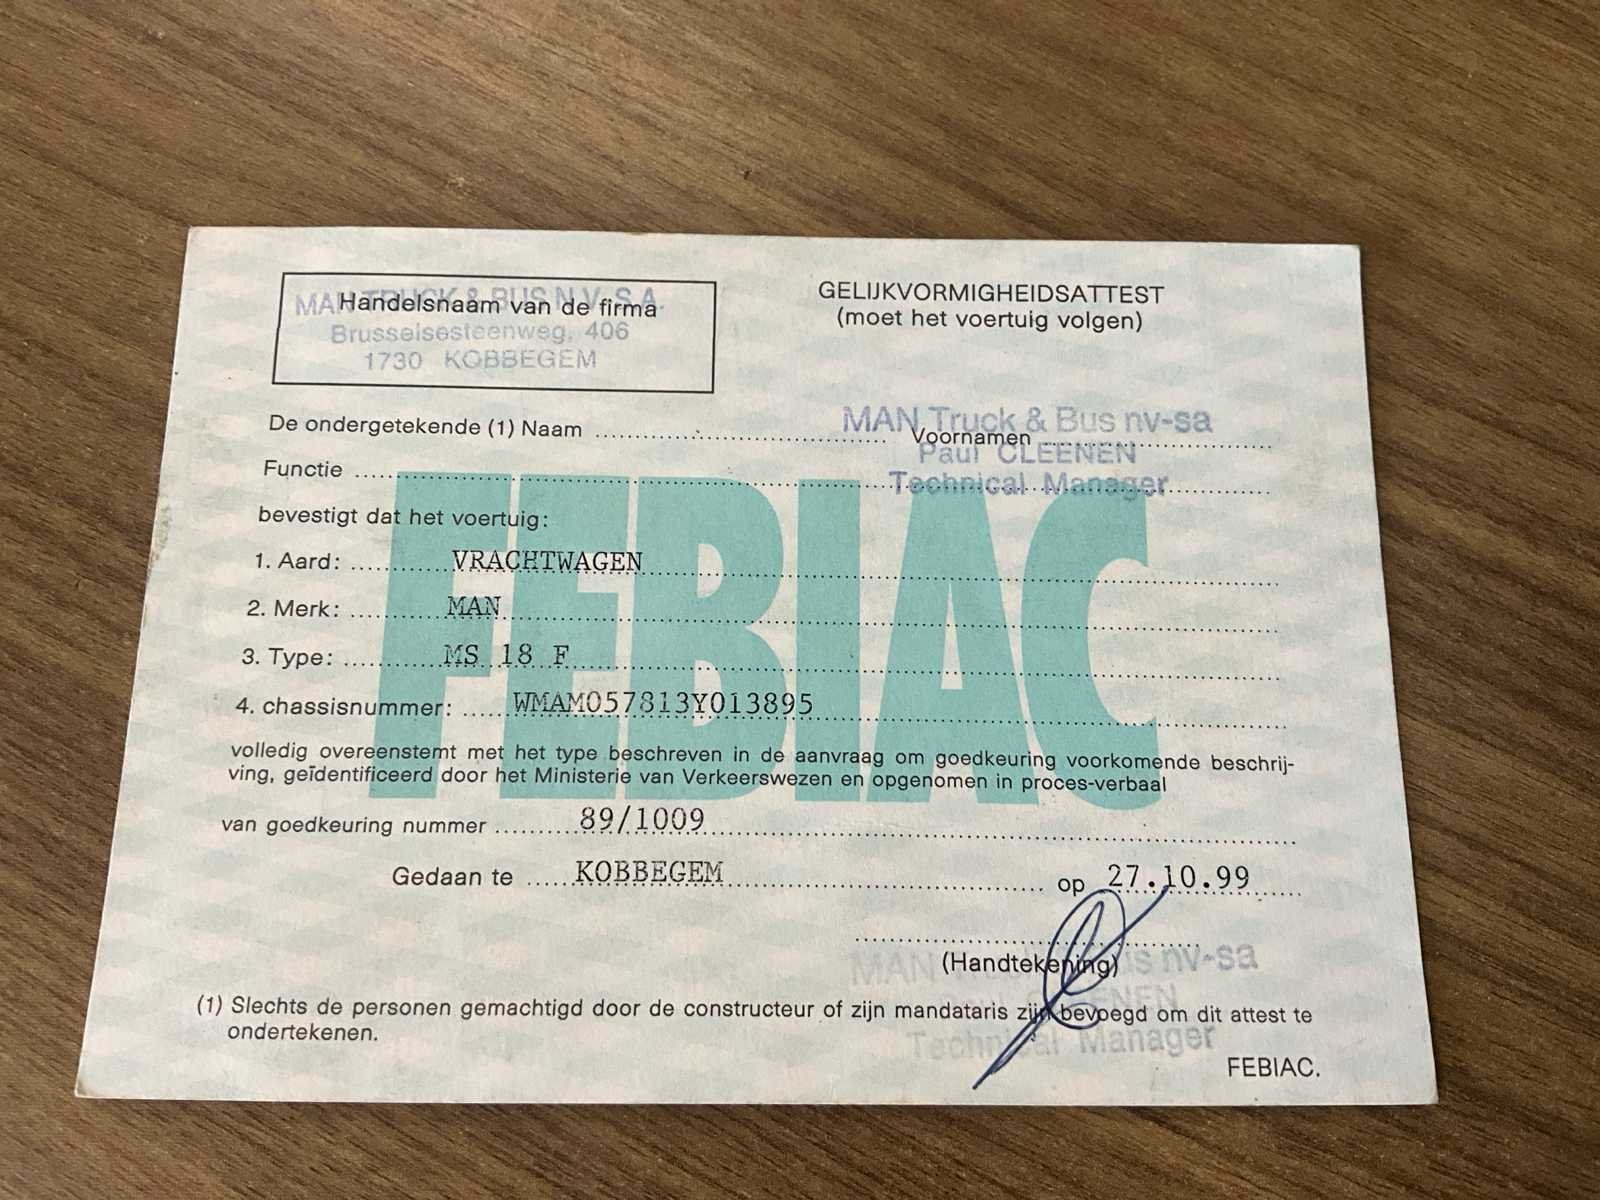 MAN TRUCK & BUS N.V.-S.A.
Handelsnaam van de firma
Brusselsesteenweg, 406
1730 KOBBEGEM
GELIJKVORMIGHEIDSATTEST
(moet het voertuig volgen)
MAN Truck & Bus nv-sa
De ondergetekende (1) Naam Voornamen
Paul CLEENEN
Functie Technical Manager
bevestigt dat het voertuig:
1. Aard: VRACHTWAGEN
2. Merk: MAN
3. Type: MS 18 F
4. chassisnummer: WMAM057813Y013895
FEBIAC
volledig overeenstemt met het type beschreven in de aanvraag om goedkeuring voorkomende beschrij-
ving, geïdentificeerd door het Ministerie van Verkeerswezen en opgenomen in proces-verbaal
van goedkeuring nummer 89/1009
Gedaan te KOBBEGEM op 27.10.99
(Handtekening)
MAN Bus nv-sa
CLEENEN
Technical Manager
(1) Slechts de personen gemachtigd door de constructeur of zijn mandataris zijn bevoegd om dit attest te
ondertekenen.
FEBIAC.